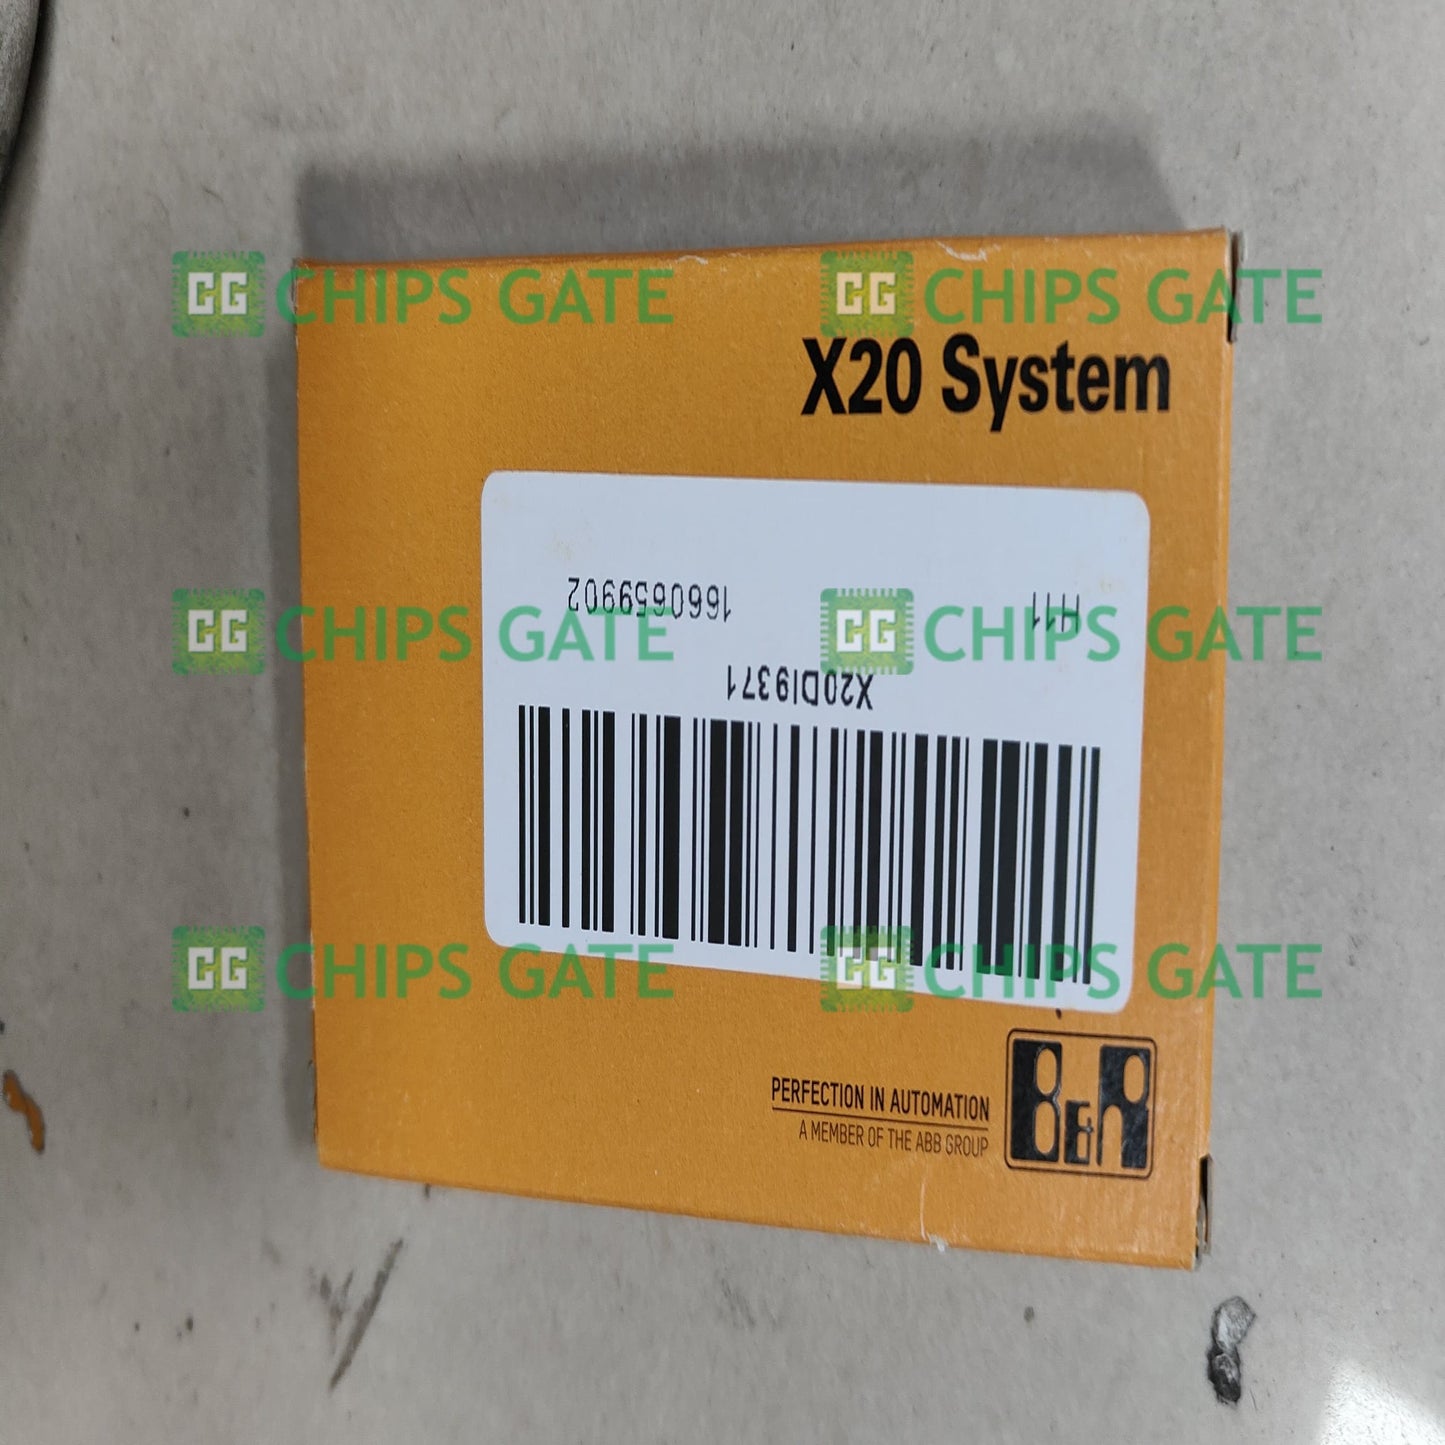 CG CHIPS GATE CG CHIPS GATE
X20 System
1660659902 H11
CG CHIPS GATE CG CHIPS GATE
X20DI9371
CG CHIPS GATE CG CHIPS GATE
PERFECTION IN AUTOMATION
A MEMBER OF THE ABB GROUP
B&R